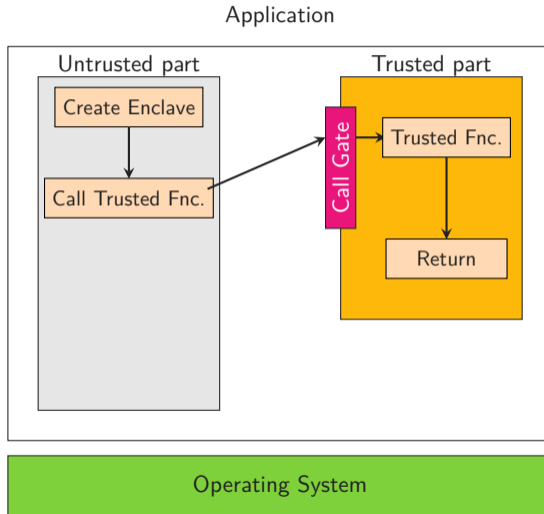 Application
Untrusted part
Trusted part
Create Enclave
Call Trusted Fnc.
Call Gate
Trusted Fnc.
Return
Operating System